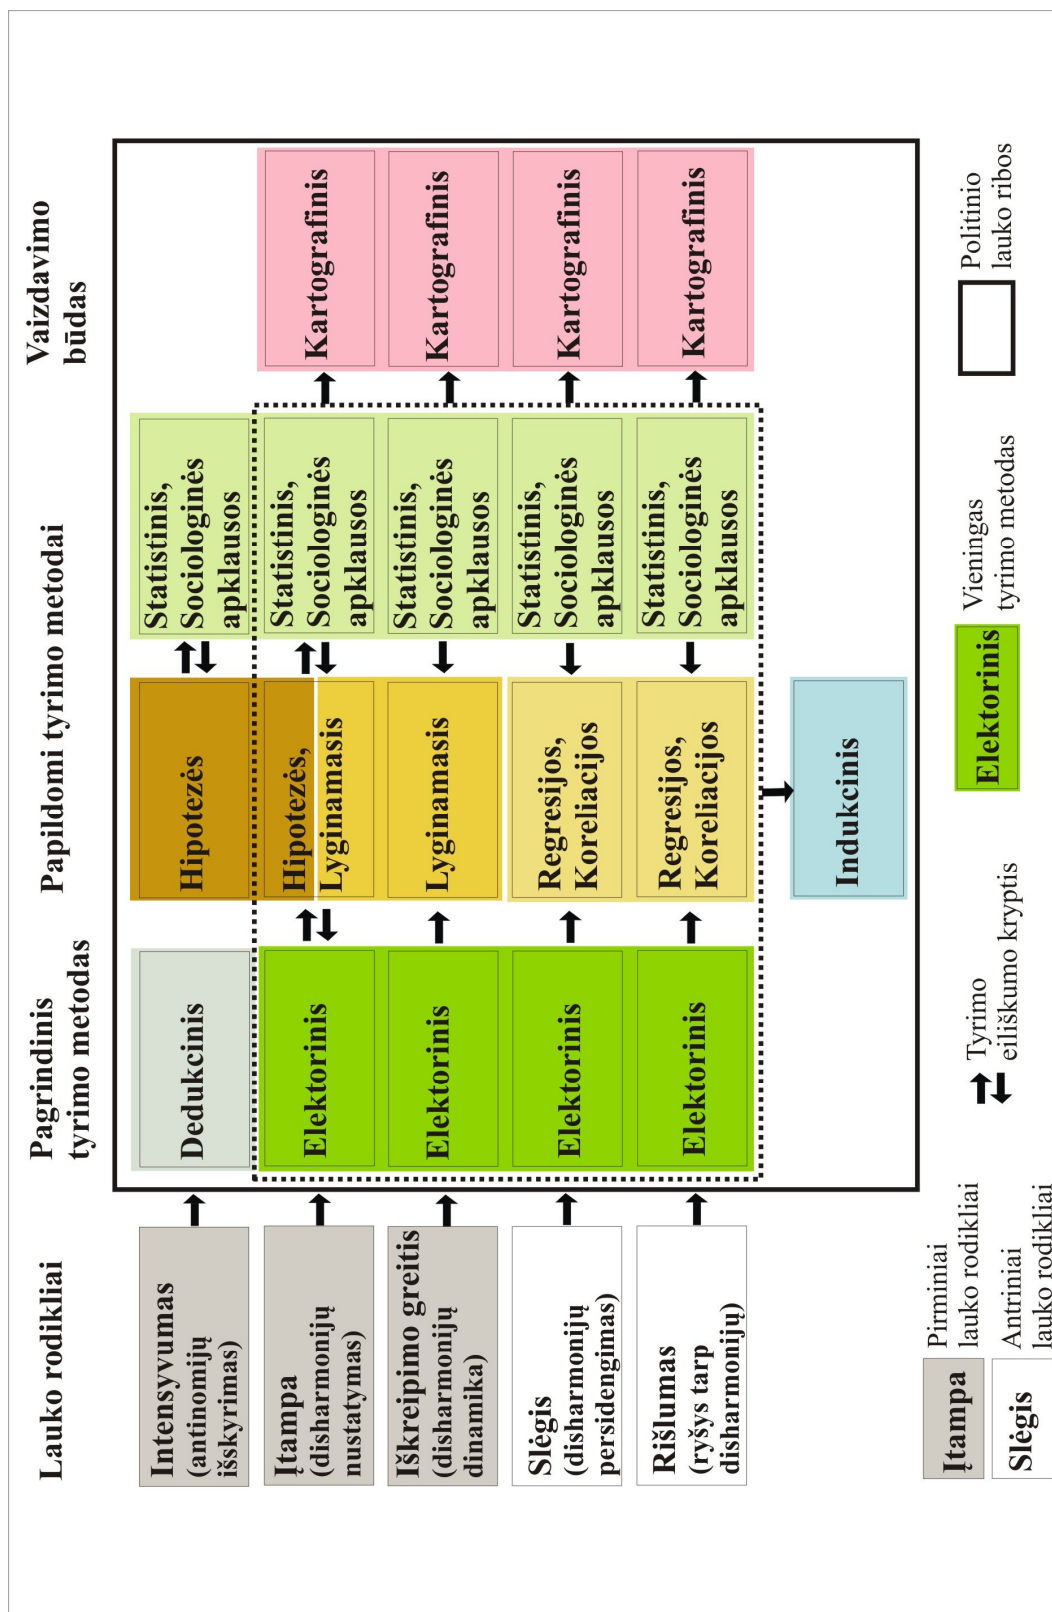 Lauko rodikliai
Pagrindinis
tyrimo metodas
Papildomi tyrimo metodai
Vaizdavimo
būdas
Intensyvumas
(antinomijų
išskyrimas)
Dedukcinis
Hipotezės
Statistinis,
Sociologinės
apklausos
Įtampa
(disharmonijų
nustatymas)
Elektorinis
Hipotezės,
Lyginamasis
Statistinis,
Sociologinės
apklausos
Kartografinis
Iškreipimo greitis
(disharmonijų
dinamika)
Elektorinis
Lyginamasis
Statistinis,
Sociologinės
apklausos
Kartografinis
Slėgis
(disharmonijų
persidengimas)
Elektorinis
Regresijos,
Koreliacijos
Statistinis,
Sociologinės
apklausos
Kartografinis
Rišlumas
(ryšys tarp
disharmonijų)
Elektorinis
Regresijos,
Koreliacijos
Statistinis,
Sociologinės
apklausos
Kartografinis
Indukcinis
Įtampa
Pirminiai
lauko rodikliai
Slėgis
Antriniai
lauko rodikliai
Tyrimo
eiliškumo kryptis
Elektorinis
Vieningas
tyrimo metodas
Politinio
lauko ribos